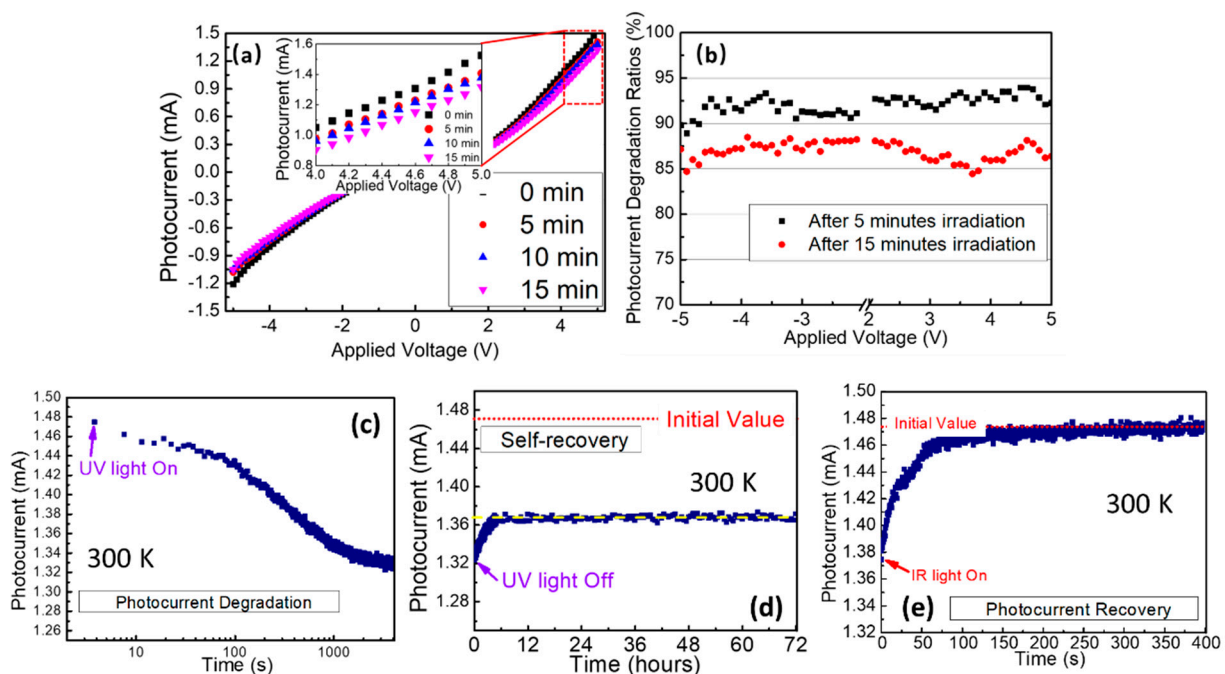 (a)
Photocurrent (mA)
1.5
1.2
0.9
0.6
0.3
0.0
-0.3
-0.6
-0.9
-1.2
-1.5
-4
-2
0
2
4
Applied Voltage (V)
Photocurrent (mA)
1.6
1.4
1.2
1.0
0.8
4.0
4.2
4.4
4.6
4.8
5.0
Applied Voltage (V)
0 min
5 min
10 min
15 min
0 min
5 min
10 min
15 min
(b)
Photocurrent Degradation Ratios (%)
100
95
90
85
80
75
70
-5
-4
-3
2
2
3
4
5
Applied Voltage (V)
After 5 minutes irradiation
After 15 minutes irradiation
(c)
Photocurrent (mA)
1.50
1.48
1.46
1.44
1.42
1.40
1.38
1.36
1.34
1.32
1.30
1.28
1.26
UV light On
300 K
Photocurrent Degradation
10
100
1000
Time (s)
Photocurrent (mA)
1.48
1.44
1.40
1.36
1.32
1.28
Initial Value
Self-recovery
300 K
UV light Off
(d)
0
12
24
36
48
60
72
Time (hours)
Photocurrent (mA)
1.50
1.48
1.46
1.44
1.42
1.40
1.38
1.36
1.34
1.32
Initial Value
300 K
IR light On
(e)
Photocurrent Recovery
0
50
100
150
200
250
300
350
400
Time (s)